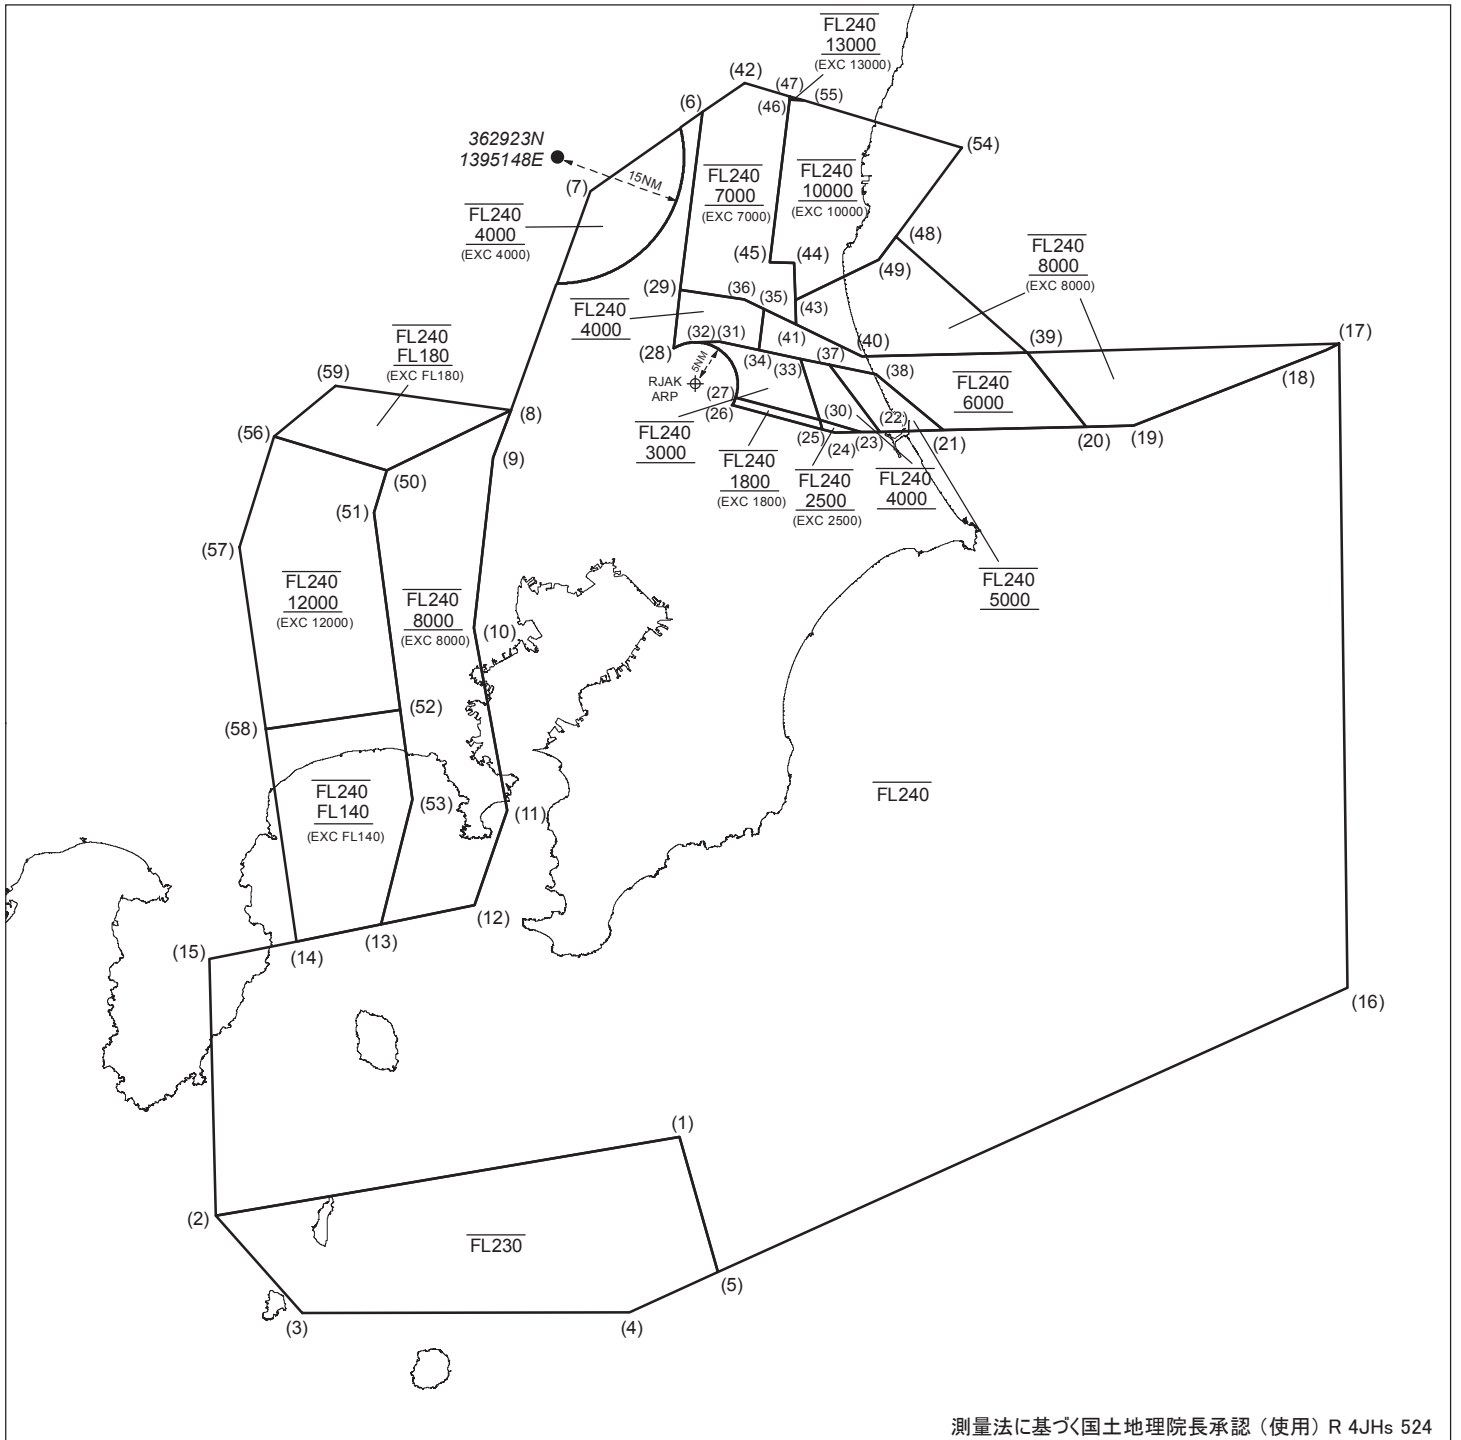 FL240
13000
(EXC 13000)
(42)
(47)
(55)
(6)
(46)
362923N
1395148E
(54)
15NM
FL240
7000
(EXC 7000)
FL240
10000
(EXC 10000)
(7)
FL240
4000
(EXC 4000)
(48)
FL240
8000
(EXC 8000)
(45)
(44)
(49)
(29)
(36)
(35)
(43)
FL240
4000
FL240
FL180
(EXC FL180)
(32)
(31)
(41)
(40)
(39)
(17)
(28)
(34)
(33)
(37)
(38)
(18)
5NM
RJAK
ARP
(59)
FL240
6000
(27)
(26)
(30)
(22)
(8)
(56)
FL240
3000
(25)
(24)
(23)
(21)
(20)
(19)
(9)
(50)
FL240
1800
(EXC 1800)
FL240
2500
(EXC 2500)
FL240
4000
(51)
(57)
FL240
12000
(EXC 12000)
FL240
5000
FL240
8000
(EXC 8000)
(10)
(52)
(58)
FL240
FL140
(EXC FL140)
(53)
(11)
FL240
(12)
(13)
(14)
(15)
(16)
(1)
(2)
FL230
(5)
(3)
(4)
測量法に基づく国土地理院長承認（使用）R 4JHs 524